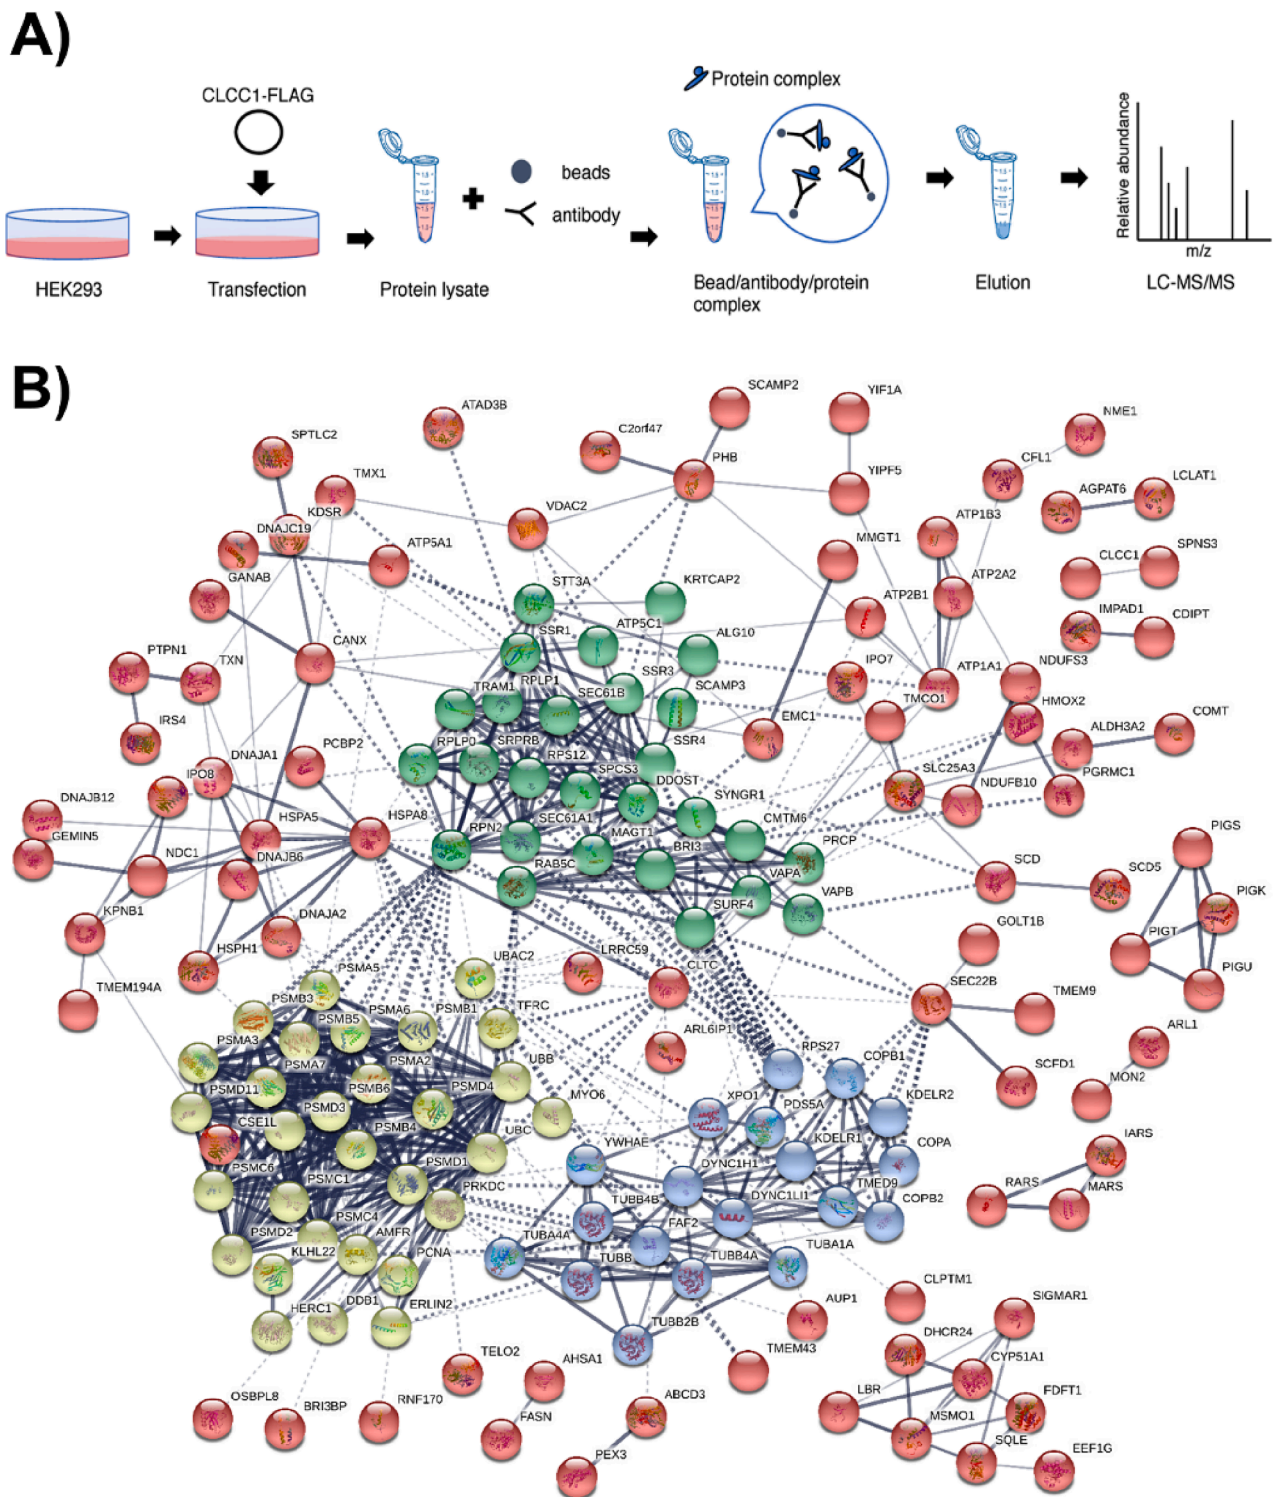 A)
Protein complex
CLCC1-FLAG
beads
antibody
Relative abundance
m/z
HEK293
Transfection
Protein lysate
Bead/antibody/protein
complex
Elution
LC-MS/MS
B)
SCAMP2
YIF1A
ATAD3B
NME1
C2orf47
SPTLC2
PHB
CFL1
TMX1
YIPF5
LCLAT1
AGPAT6
KDSR
VDAC2
ATP1B3
DNAJC19
MMGT1
ATP5A1
CLCC1
SPNS3
GANAB
ATP2A2
STT3A
KRTCAP2
ATP2B1
IMPAD1
CDIPT
SSR1
ATP5C1
ALG10
CANX
PTPN1
TXN
IPO7
ATP1A1
NDUFS3
SSR3
RPLP1
SCAMP3
TRAM1
SEC61B
TMCO1
HMOX2
IRS4
EMC1
COMT
ALDH3A2
RPLP0
SRPRB
SSR4
PCBP2
DNAJA1
RPS12
SPCS3
SLC25A3
IPO8
DDOST
NDUFB10
PGRMC1
DNAJB12
SYNGR1
HSPA5
HSPA8
RPN2
SEC61A1
CMTM6
GEMIN5
MAGT1
PIGS
NDC1
DNAJB6
BRI3
PRCP
RAB5C
SCD
SCD5
VAPA
VAPB
PIGK
KPNB1
DNAJA2
SURF4
GOLT1B
PIGT
HSPH1
UBAC2
LRRC59
CLTC
PIGU
PSMA5
SEC22B
TMEM194A
TMEM9
PSMB3
PSMA6
PSMB1
TFRC
PSMB5
ARL1
PSMA3
ARL6IP1
PSMA7
PSMA2
UBB
RPS27
COPB1
SCFD1
MON2
PSMD11
PSMB6
PSMD4
MYO6
XPO1
PDS5A
KDELR2
PSMD3
CSE1L
PSMB4
UBC
YWHAE
KDELR1
COPA
IARS
PSMC6
PSMC1
PSMD1
DYNC1H1
TMED9
RARS
MARS
PRKDC
TUBB4B
DYNC1LI1
COPB2
PSMC4
PSMD2
AMFR
TUBA4A
FAF2
TUBA1A
KLHL22
PCNA
TUBB
TUBB4A
CLPTM1
HERC1
DDB1
ERLIN2
AUP1
SIGMAR1
TUBB2B
DHCR24
TMEM43
CYP51A1
TELO2
AHSA1
OSBPL8
BRI3BP
RNF170
ABCD3
LBR
FDFT1
FASN
MSMO1
SQLE
PEX3
EEF1G